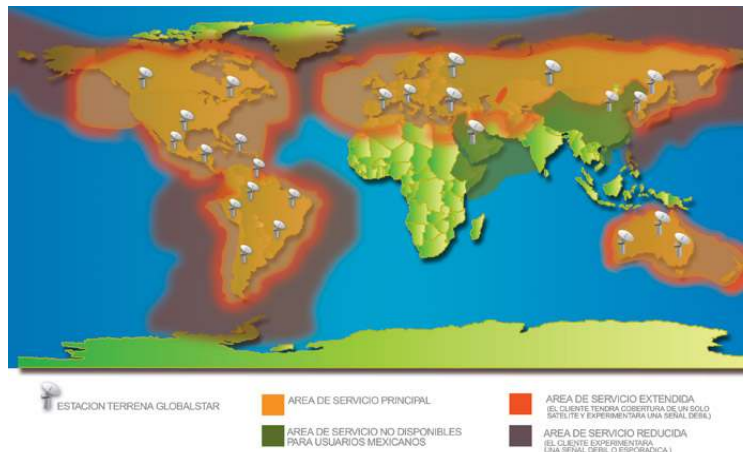 ESTACION TERRENA GLOBALSTAR
AREA DE SERVICIO PRINCIPAL
AREA DE SERVICIO NO DISPONIBLES
PARA USUARIOS MEXICANOS
AREA DE SERVICIO EXTENDIDA
(EL CLIENTE TENDRA COBERTURA DE UN SOLO
SATELITE Y EXPERIMENTARA UNA SEÑAL DEBIL)
AREA DE SERVICIO REDUCIDA
(EL CLIENTE EXPERIMENTARA
UNA SEÑAL DEBIL O ESPORADICA.)